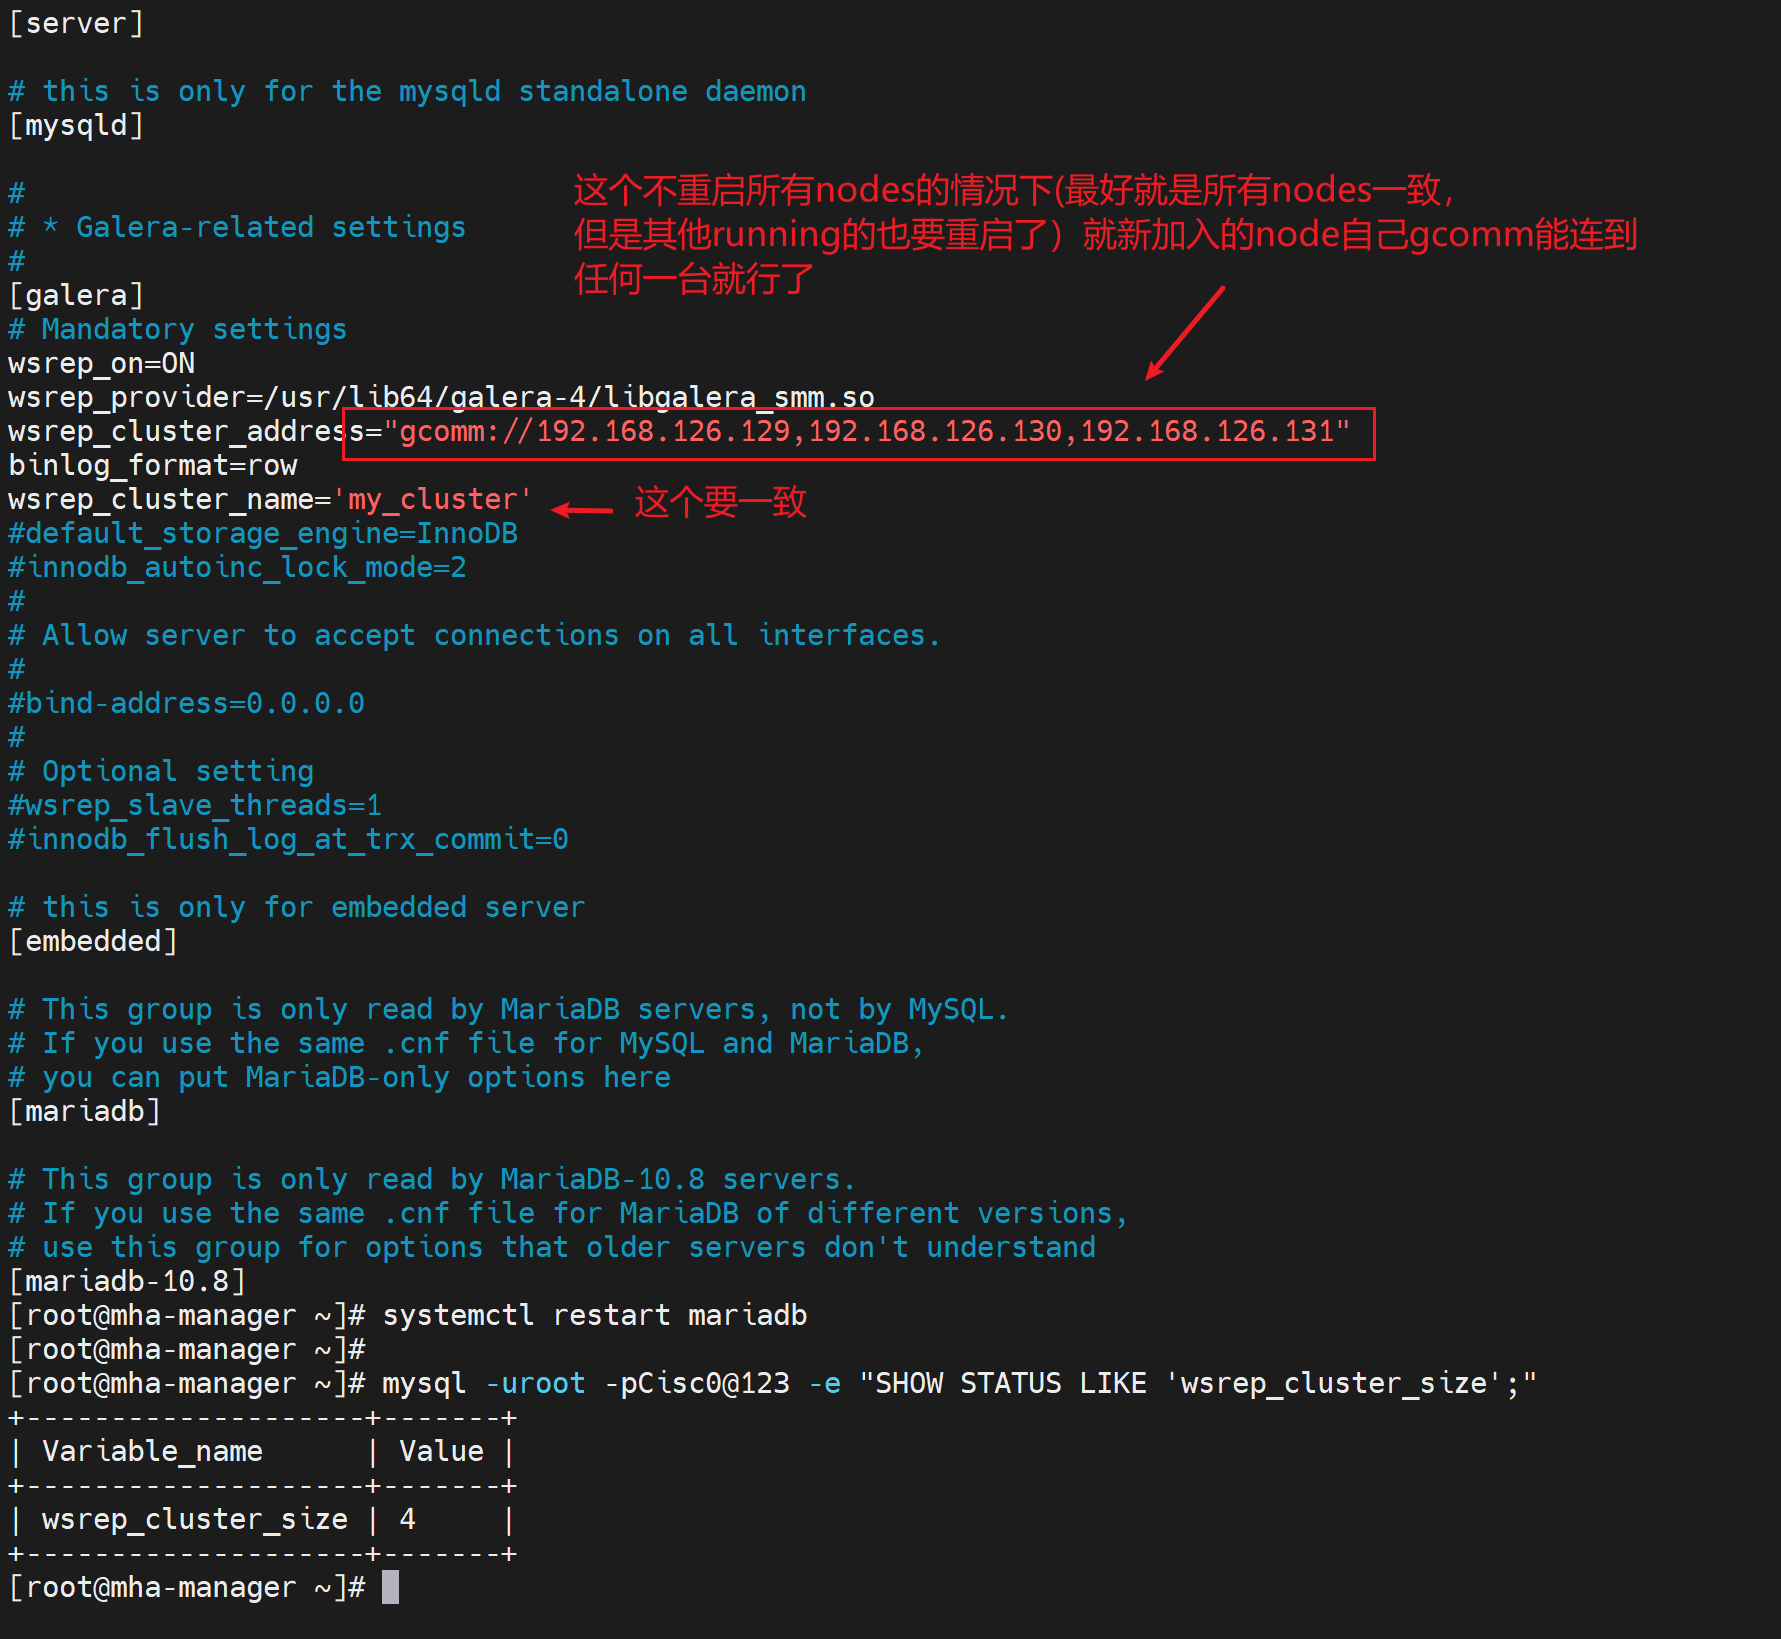 [server]
# this is only for the mysqld standalone daemon
[mysqld]
#
# * Galera-related settings
#
这个不重启所有nodes的情况下(最好就是所有nodes一致，
但是其他running的也要重启了）就新加入的node自己gcomm能连到
任何一台就行了
[galera]
# Mandatory settings
wsrep_on=ON
wsrep_provider=/usr/lib64/galera-4/libgalera_smm.so
wsrep_cluster_address="gcomm://192.168.126.129,192.168.126.130,192.168.126.131"
binlog_format=row
wsrep_cluster_name='my_cluster'
这个要一致
#default_storage_engine=InnoDB
#innodb_autoinc_lock_mode=2
#
# Allow server to accept connections on all interfaces.
#
#bind-address=0.0.0.0
#
# Optional setting
#wsrep_slave_threads=1
#innodb_flush_log_at_trx_commit=0
# this is only for embedded server
[embedded]
# This group is only read by MariaDB servers, not by MySQL.
# If you use the same .cnf file for MySQL and MariaDB,
# you can put MariaDB-only options here
[mariadb]
# This group is only read by MariaDB-10.8 servers.
# If you use the same .cnf file for MariaDB of different versions,
# use this group for options that older servers don't understand
[mariadb-10.8]
[root@mha-manager ~]# systemctl restart mariadb
[root@mha-manager ~]#
[root@mha-manager ~]# mysql -uroot -pCisc0@123 -e "SHOW STATUS LIKE 'wsrep_cluster_size';"
+--------------------+-------+
| Variable_name      | Value |
+--------------------+-------+
| wsrep_cluster_size | 4     |
+--------------------+-------+
[root@mha-manager ~]#